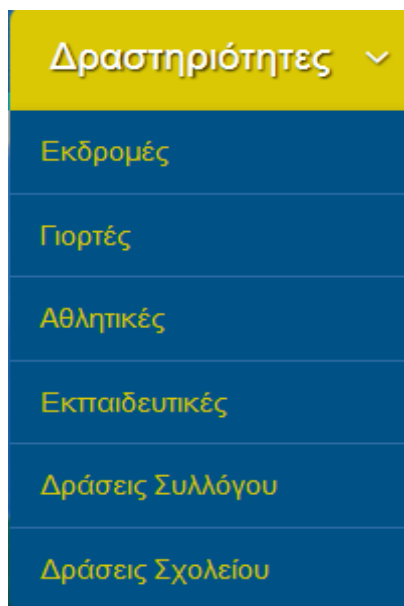 Δραστηριότητες
Εκδρομές
Γιορτές
Αθλητικές
Εκπαιδευτικές
Δράσεις Συλλόγου
Δράσεις Σχολείου